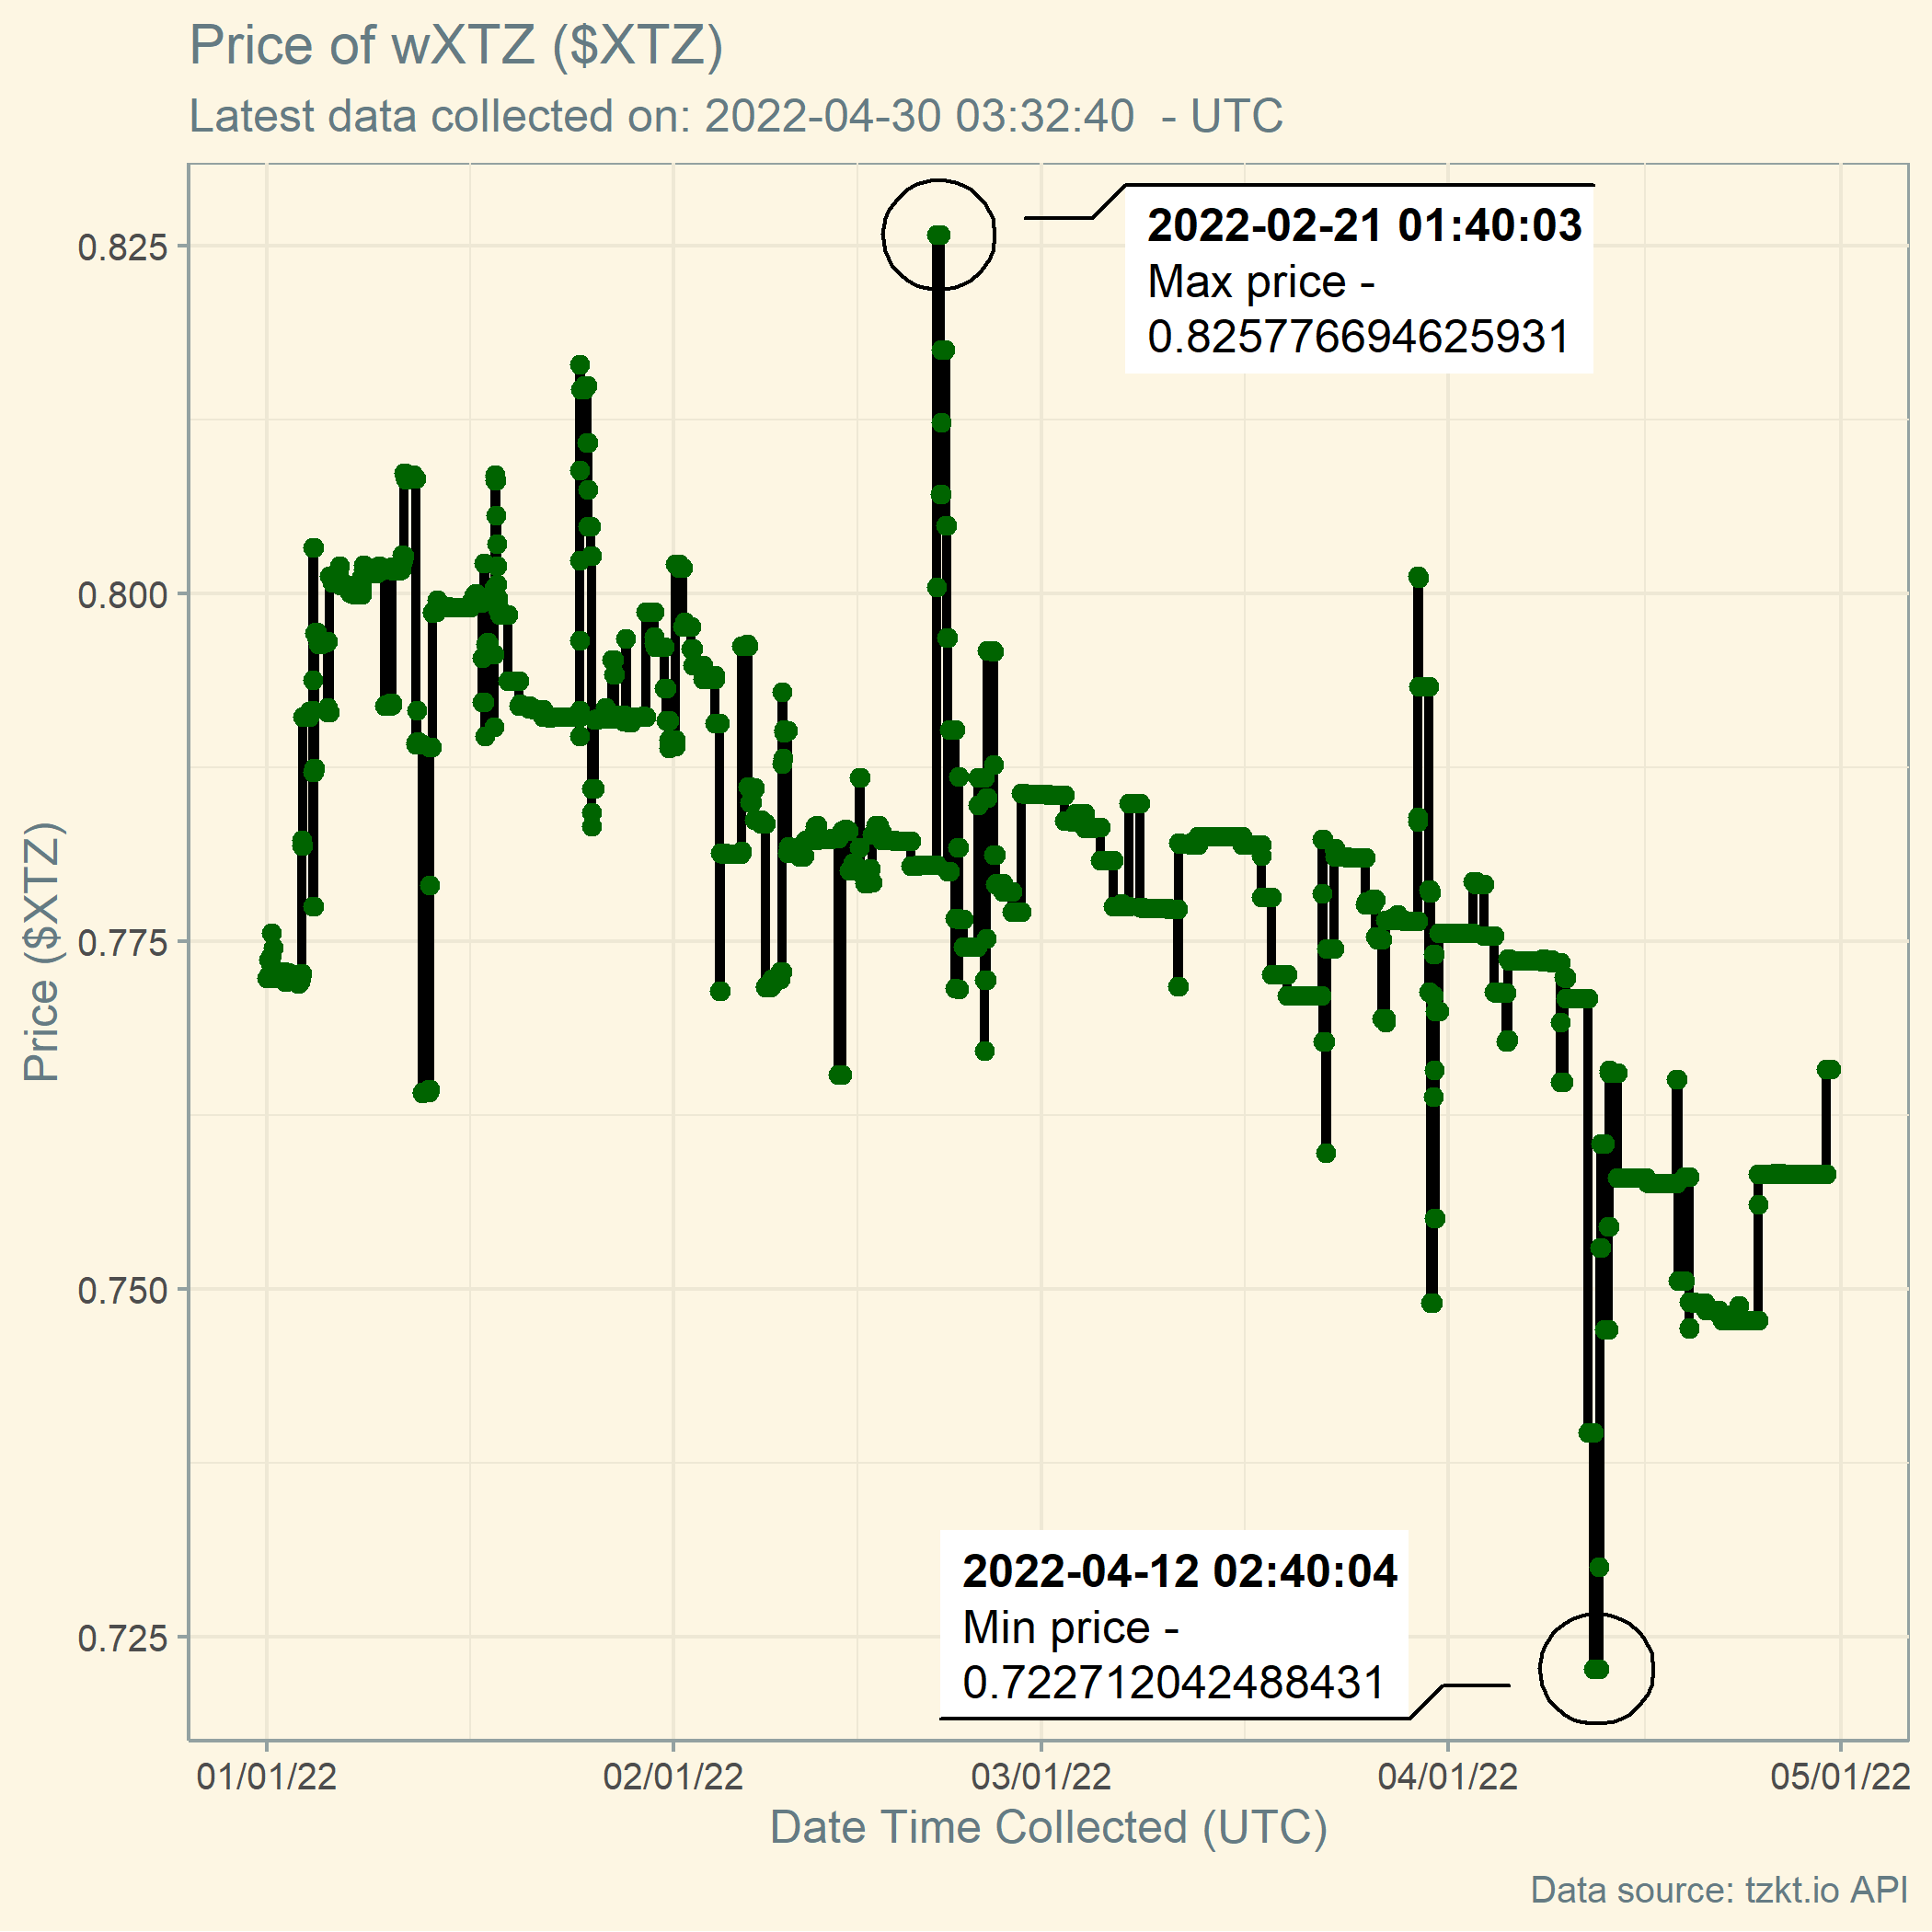 Price of wXTZ ($XTZ)
Latest data collected on: 2022-04-30 03:32:40  - UTC
2022-02-21 01:40:03
Max price -
0.825776694625931
0.825
0.800
0.775
0.750
0.725
Price ($XTZ)
2022-04-12 02:40:04
Min price -
0.722712042488431
01/01/22
02/01/22
03/01/22
04/01/22
05/01/22
Date Time Collected (UTC)
Data source: tzkt.io API